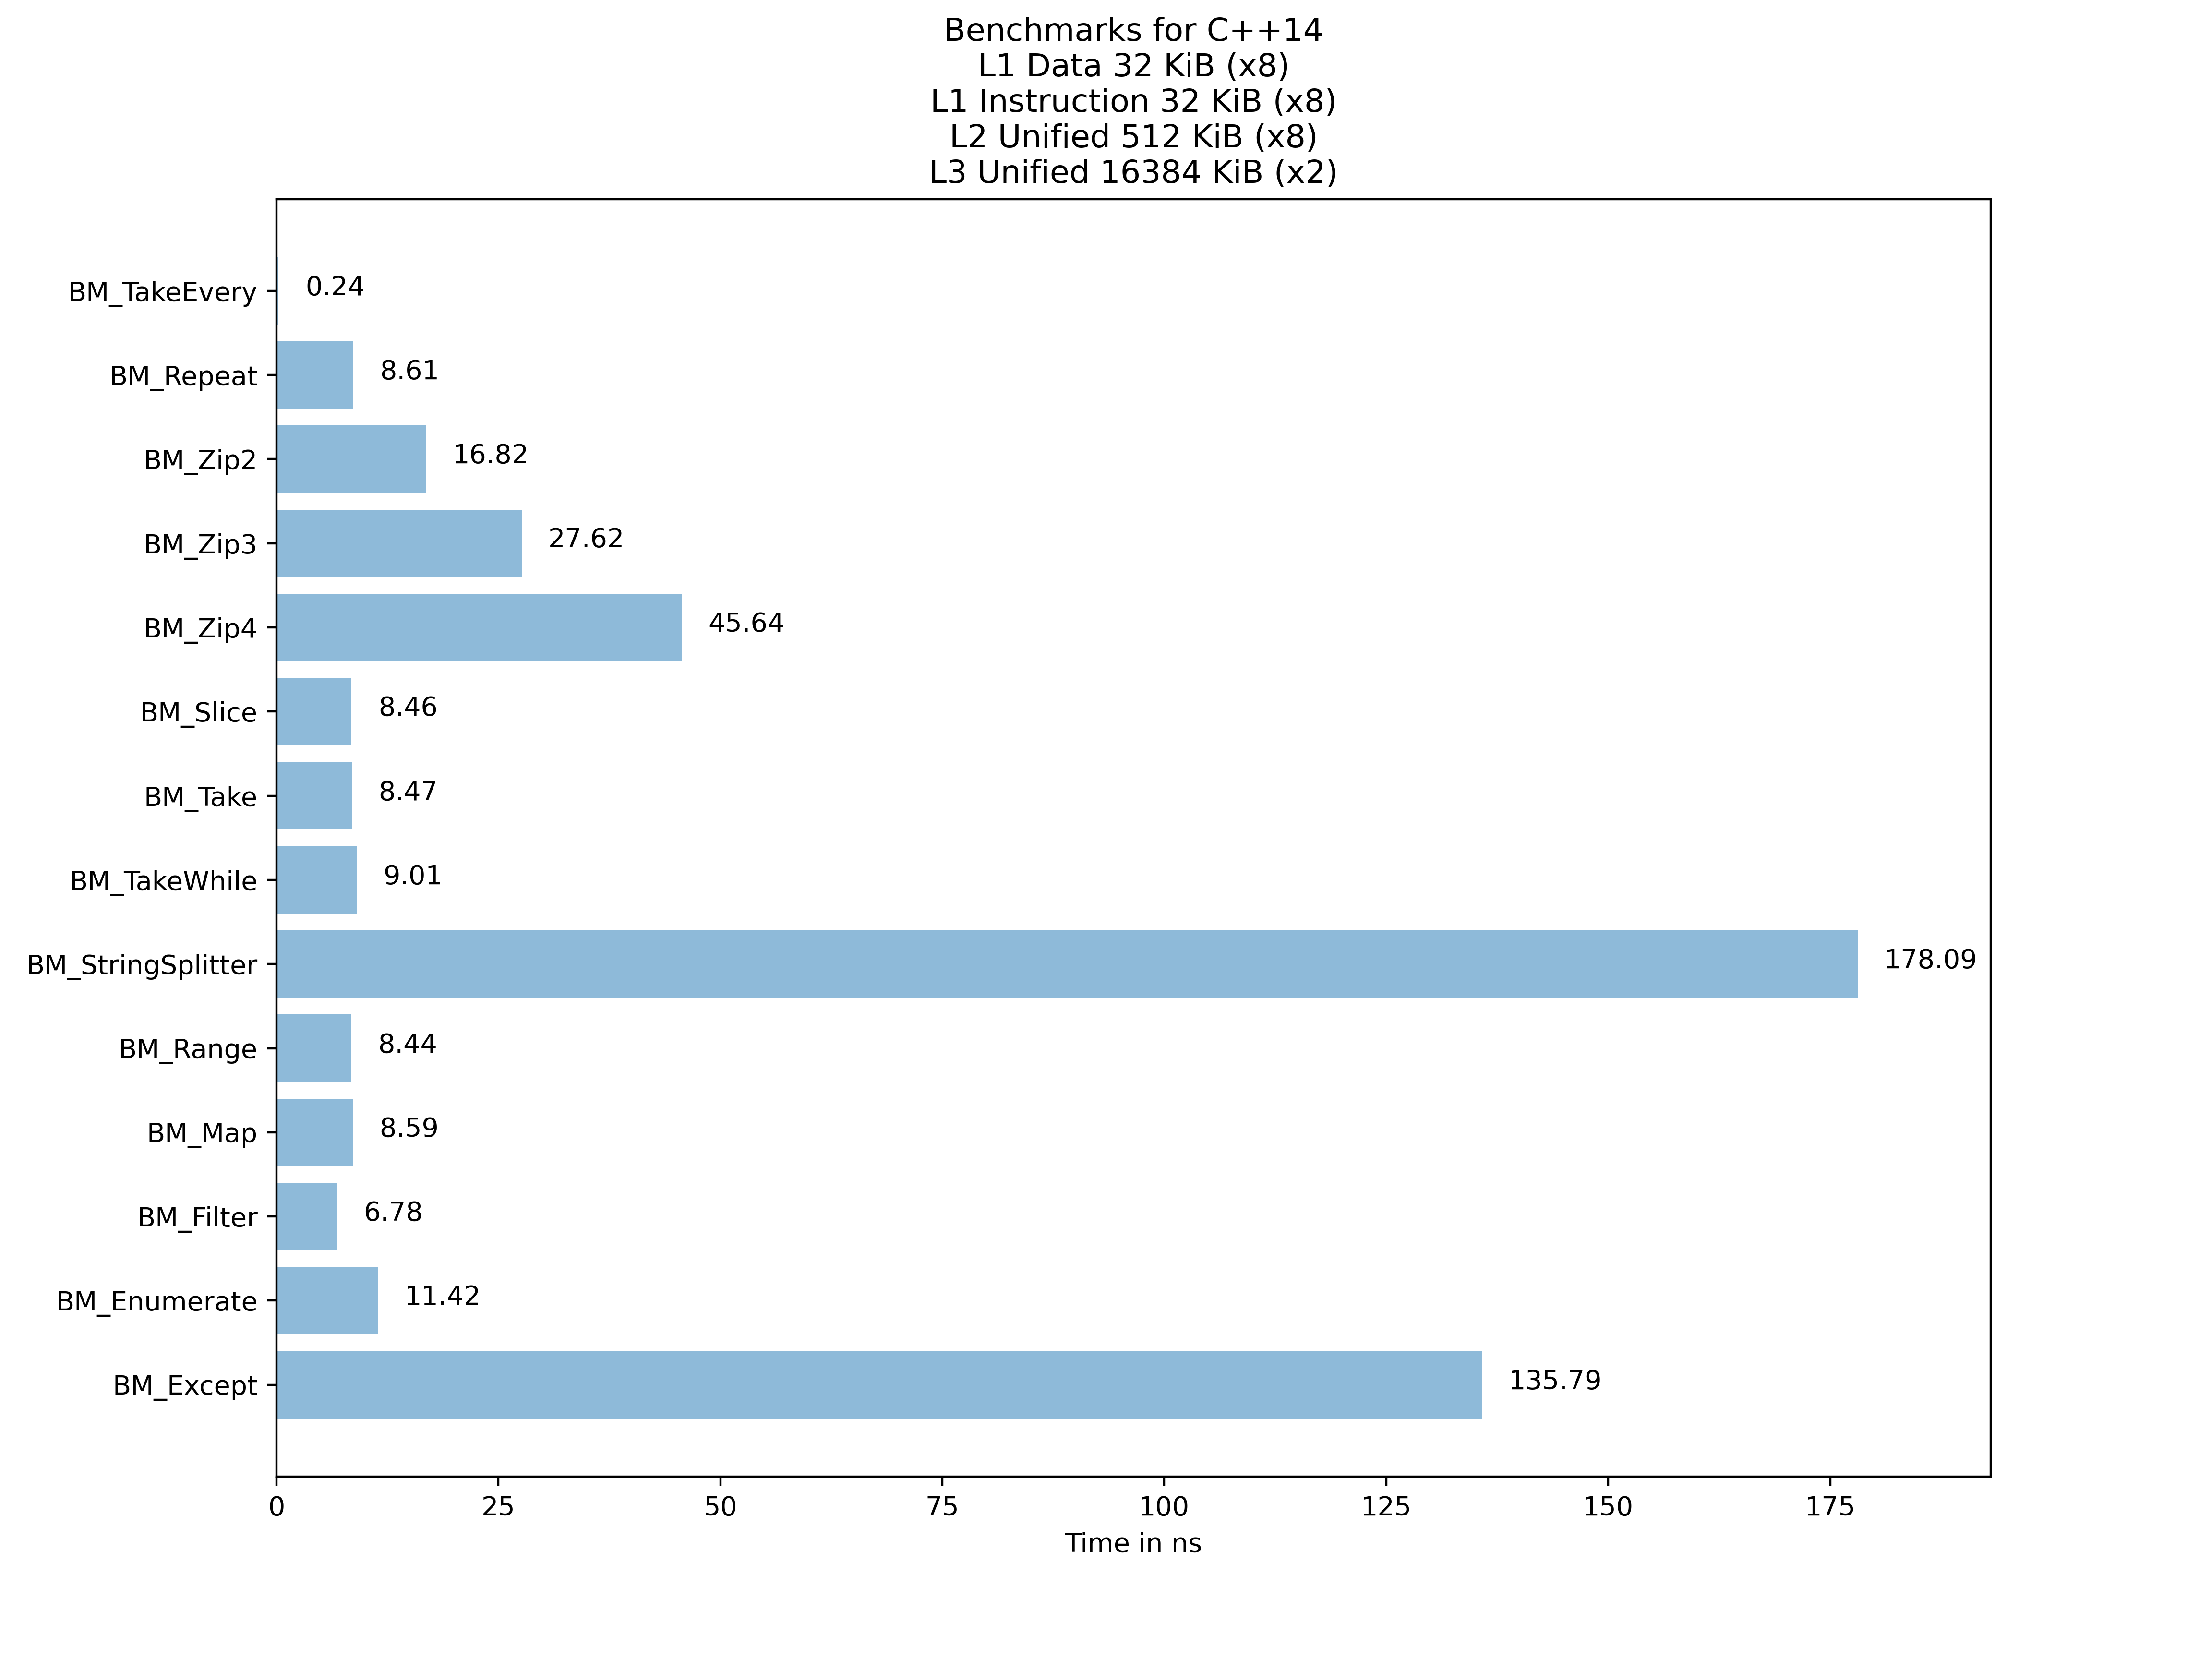 Benchmarks for C++14
L1 Data 32 KiB (x8)
L1 Instruction 32 KiB (x8)
L2 Unified 512 KiB (x8)
L3 Unified 16384 KiB (x2)
BM_TakeEvery 0.24
BM_Repeat 8.61
BM_Zip2 16.82
BM_Zip3 27.62
BM_Zip4 45.64
BM_Slice 8.46
BM_Take 8.47
BM_TakeWhile 9.01
BM_StringSplitter 178.09
BM_Range 8.44
BM_Map 8.59
BM_Filter 6.78
BM_Enumerate 11.42
BM_Except 135.79
0 25 50 75 100 125 150 175
Time in ns